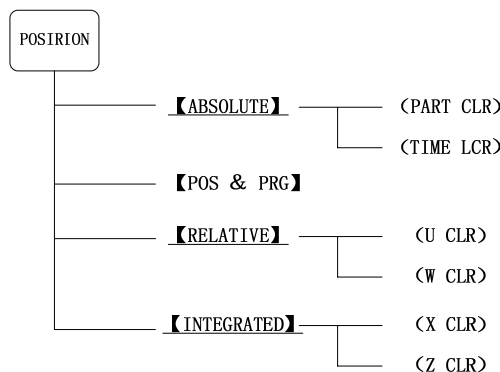 POSIRION
【ABSOLUTE】
(PART CLR)
(TIME LCR)
【POS & PRG】
【RELATIVE】
(U CLR)
(W CLR)
【INTEGRATED】
(X CLR)
(Z CLR)